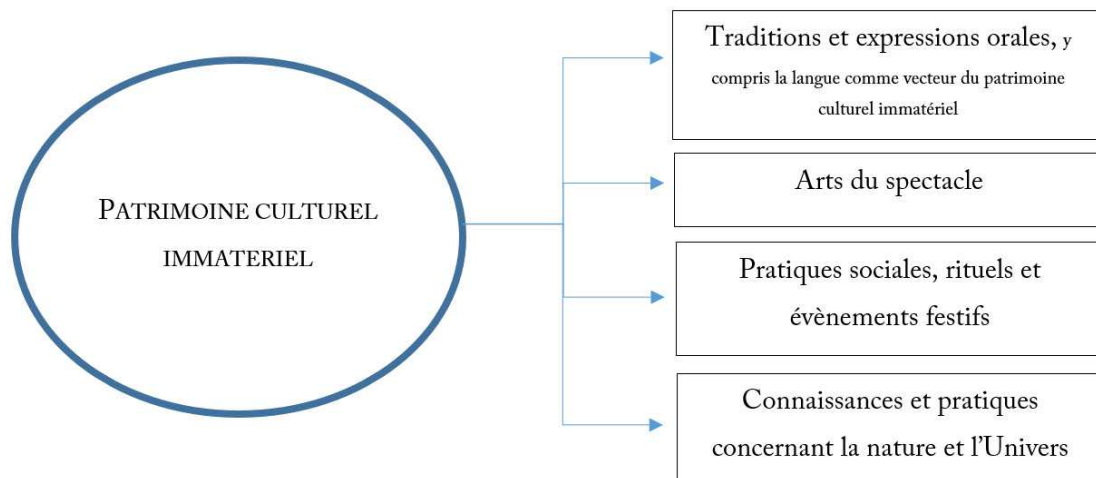 PATRIMOINE CULTUREL
IMMATERIEL
Traditions et expressions orales, y
compris la langue comme vecteur du patrimoine
culturel immatériel
Arts du spectacle
Pratiques sociales, rituels et
évènements festifs
Connaissances et pratiques
concernant la nature et l'Univers